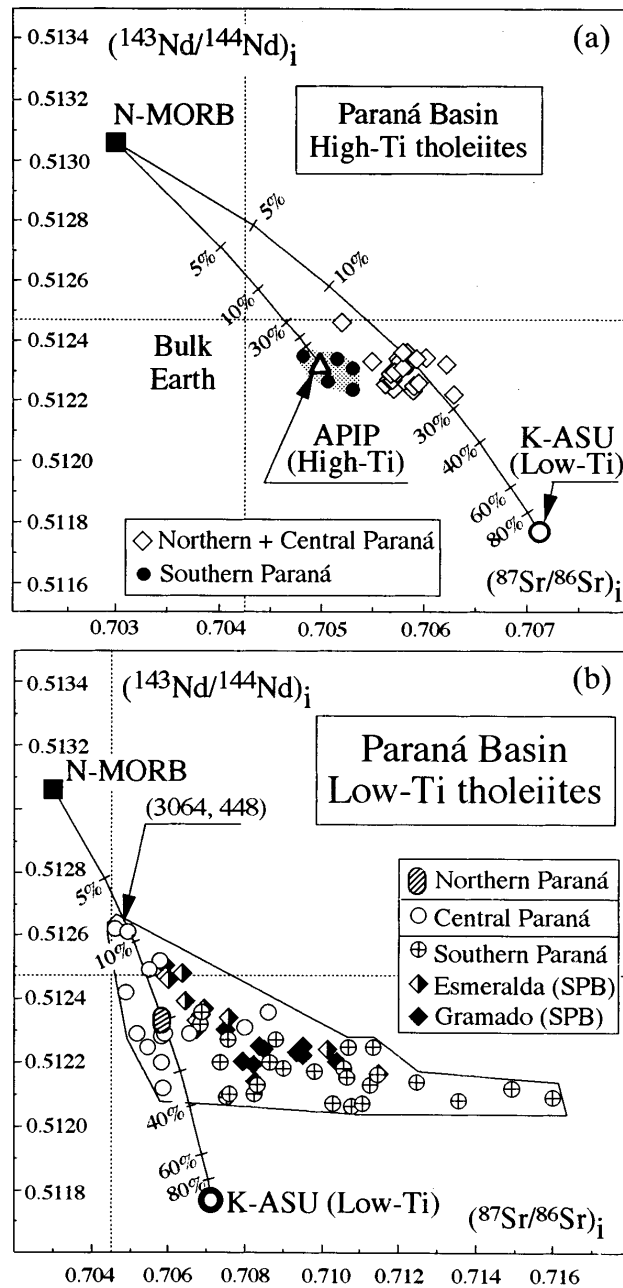 (a)
(143Nd/144Nd)i
0.5134
0.5132
N-MORB
Paraná Basin
High-Ti tholeiites
0.5130
0.5128
5%
5%
0.5126
10%
10%
0.5124
30%
Bulk
Earth
0.5122
APIP
(High-Ti)
30%
K-ASU
(Low-Ti)
0.5120
40%
60%
80%
0.5118
Northern + Central Paraná
Southern Paraná
0.5116
(87Sr/86Sr)i
0.703 0.704 0.705 0.706 0.707
(b)
(143Nd/144Nd)i
0.5134
0.5132
Paraná Basin
Low-Ti tholeiites
N-MORB
0.5130
(3064, 448)
0.5128
5%
Northern Paraná
Central Paraná
Southern Paraná
Esmeralda (SPB)
Gramado (SPB)
0.5126
10%
0.5124
0.5122
0.5120
40%
60%
80%
0.5118
K-ASU (Low-Ti)
(87Sr/86Sr)i
0.704 0.706 0.708 0.710 0.712 0.714 0.716